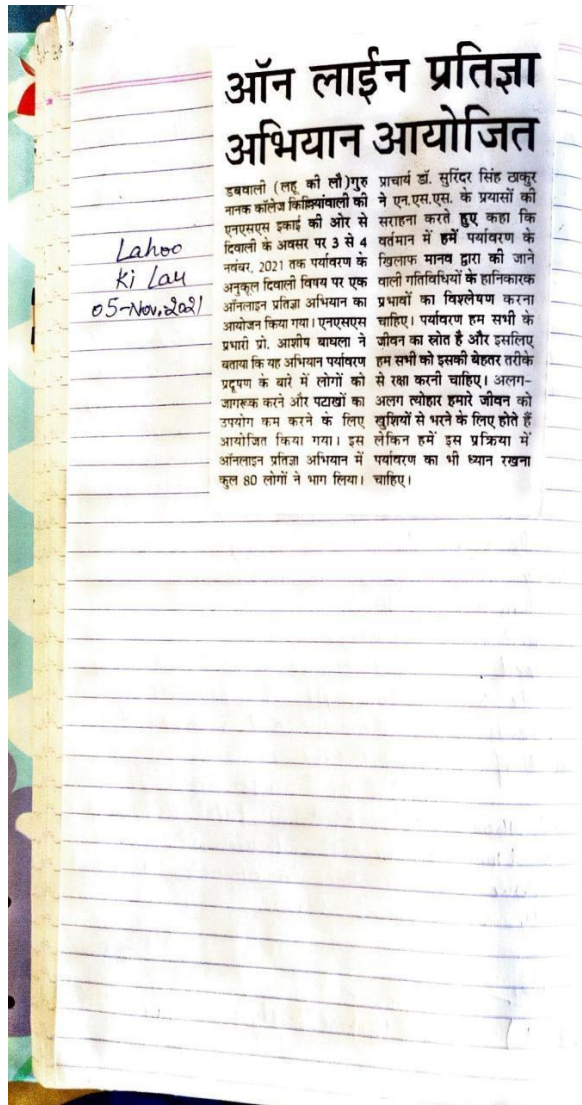 ऑन लाईन प्रतिज्ञा
अभियान आयोजित
डबवाली (लहू की लौ)गुरु
नानक कॉलेज किलियांवाली की
एनएसएस इकाई की ओर से
दिवाली के अवसर पर 3 से 4
नवंबर, 2021 तक पर्यावरण के
अनुकूल दिवाली विषय पर एक
ऑनलाइन प्रतिज्ञा अभियान का
आयोजन किया गया। एनएसएस
प्रभारी प्रो. आशीष बाघला ने
बताया कि यह अभियान पर्यावरण
प्रदूषण के बारे में लोगों को
जागरूक करने और पटाखों का
उपयोग कम करने के लिए
आयोजित किया गया। इस
ऑनलाइन प्रतिज्ञा अभियान में
कुल 80 लोगों ने भाग लिया।
प्राचार्य डॉ. सुरिंदर सिंह ठाकुर
ने एन.एस.एस. के प्रयासों की
सराहना करते हुए कहा कि
वर्तमान में हमें पर्यावरण के
खिलाफ मानव द्वारा की जाने
वाली गतिविधियों के हानिकारक
प्रभावों का विश्लेषण करना
चाहिए। पर्यावरण हम सभी के
जीवन का स्रोत है और इसलिए
हम सभी को इसकी बेहतर तरीके
से रक्षा करनी चाहिए। अलग-
अलग त्योहार हमारे जीवन को
खुशियों से भरने के लिए होते हैं
लेकिन हमें इस प्रक्रिया में
पर्यावरण का भी ध्यान रखना
चाहिए।
Lahoo
Ki Lau
05-Nov.2021